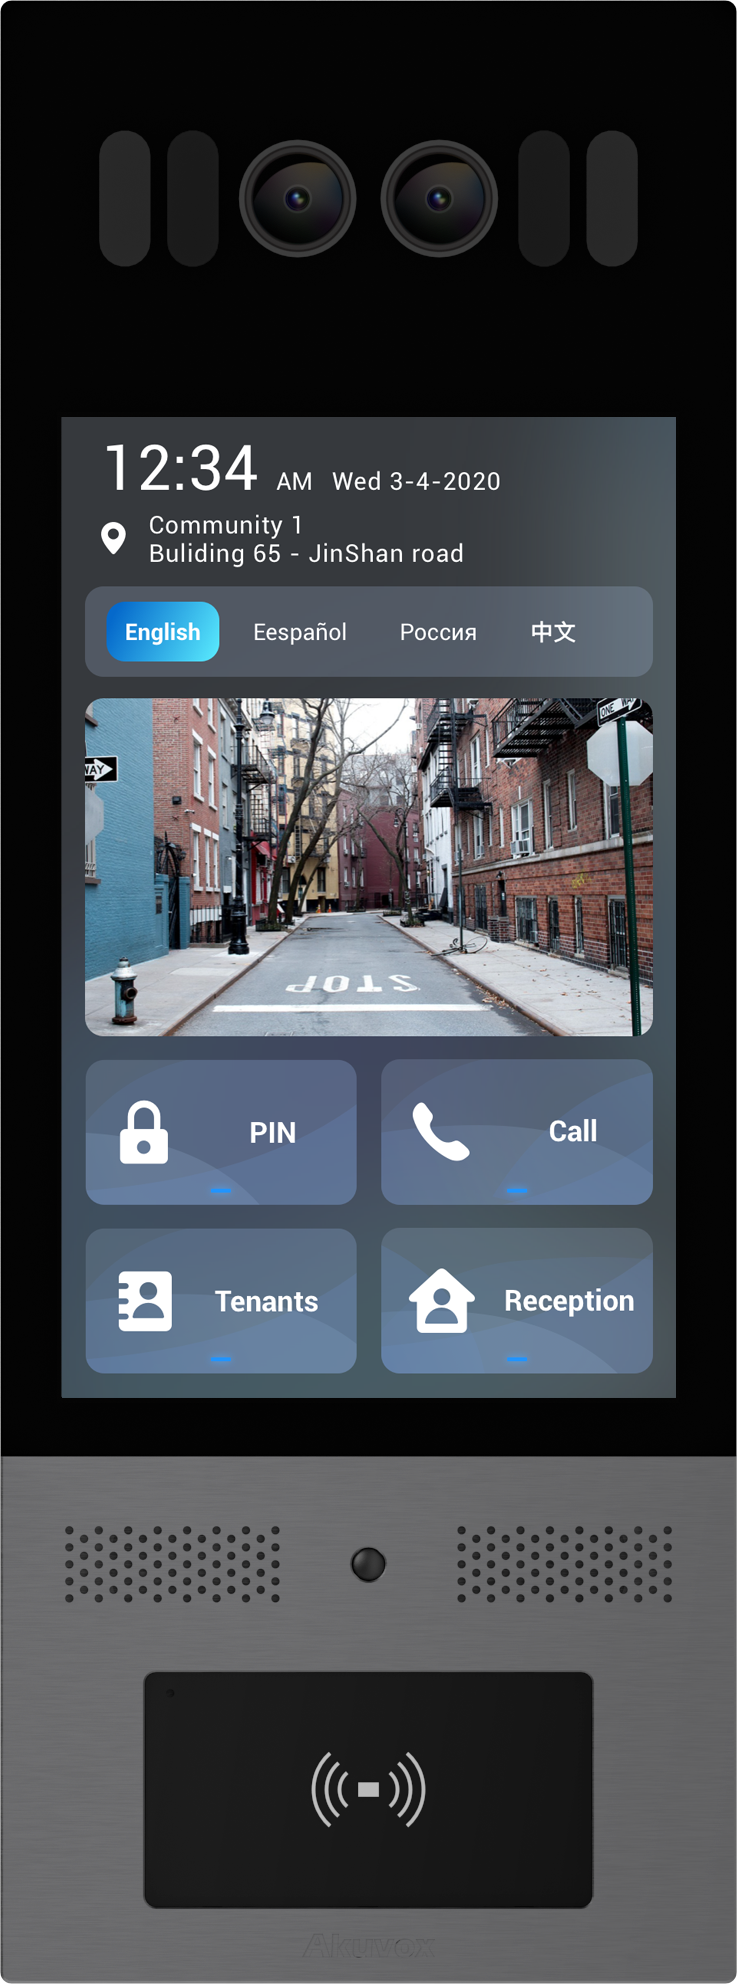 12:34 AM Wed 3-4-2020
Community 1
Buliding 65 - JinShan road
English Eespañol Россия 中文
ONE WAY
WAY
STOP
PIN Call
Tenants Reception
Akuvox